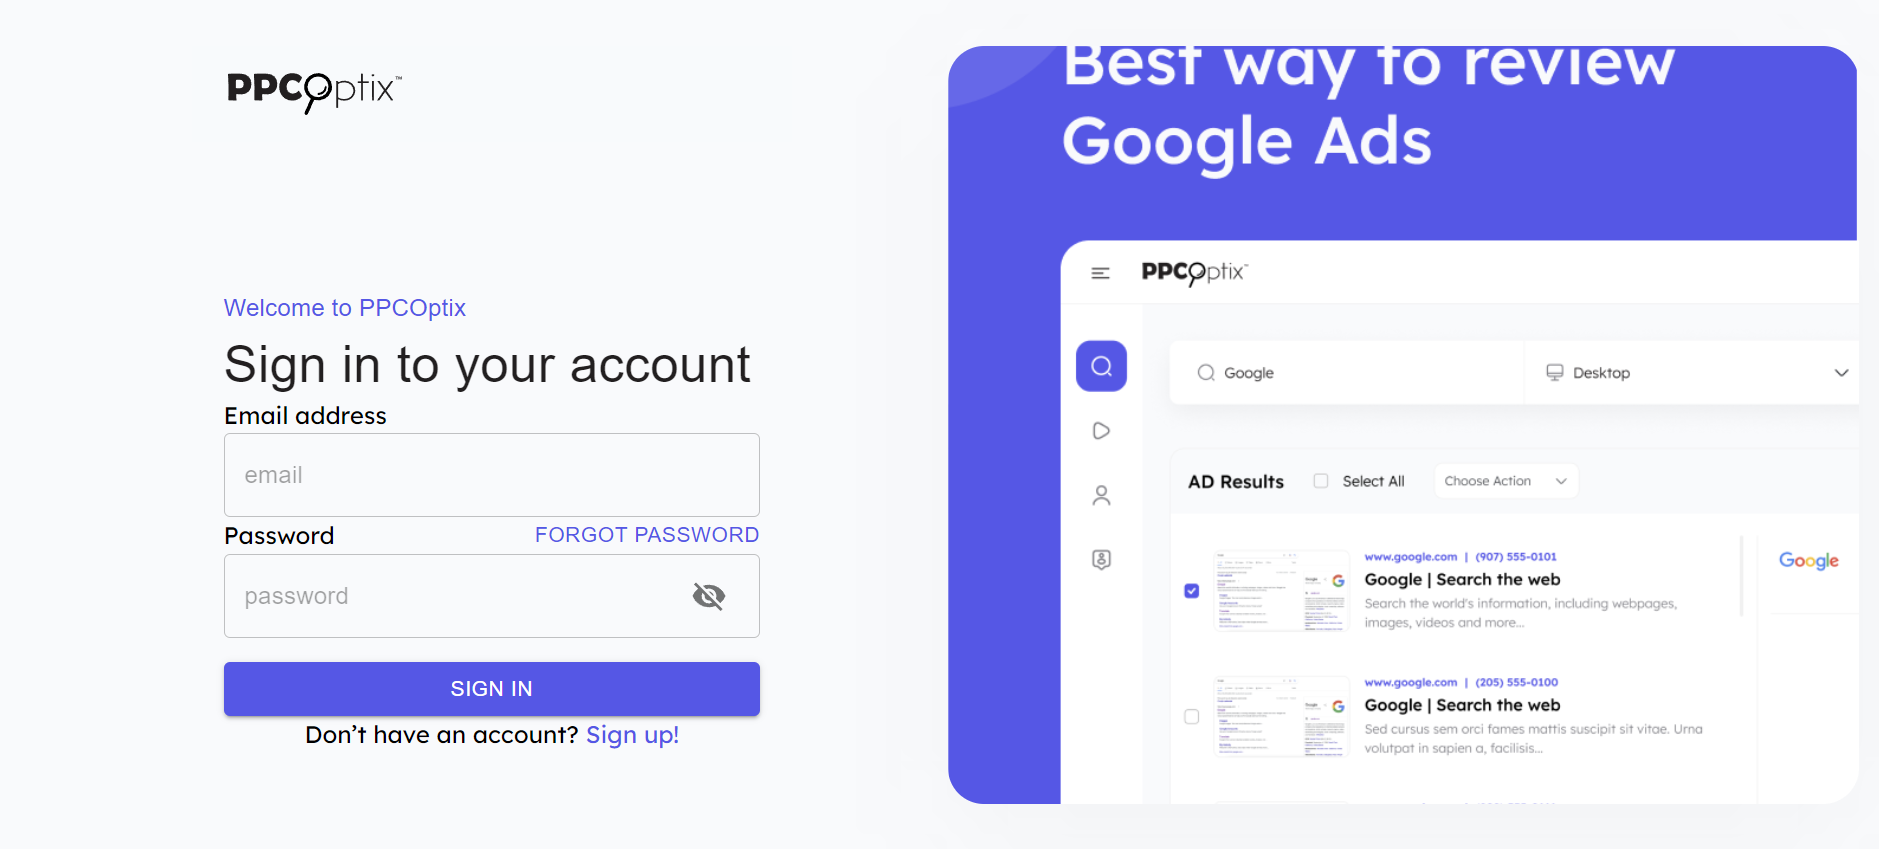 PPCOptix™
Welcome to PPCOptix
Sign in to your account
Email address
email
Password
FORGOT PASSWORD
password
SIGN IN
Don’t have an account? Sign up!
Best way to review
Google Ads
PPCOptix™
Google
Desktop
AD Results
Select All
Choose Action
www.google.com | (907) 555-0101
Google | Search the web
Search the world's information, including webpages,
images, videos and more...
Google
www.google.com | (205) 555-0100
Google | Search the web
Sed cursus sem orci fames mattis suscipit sit vitae. Urna
volutpat in sapien a, facilisis...